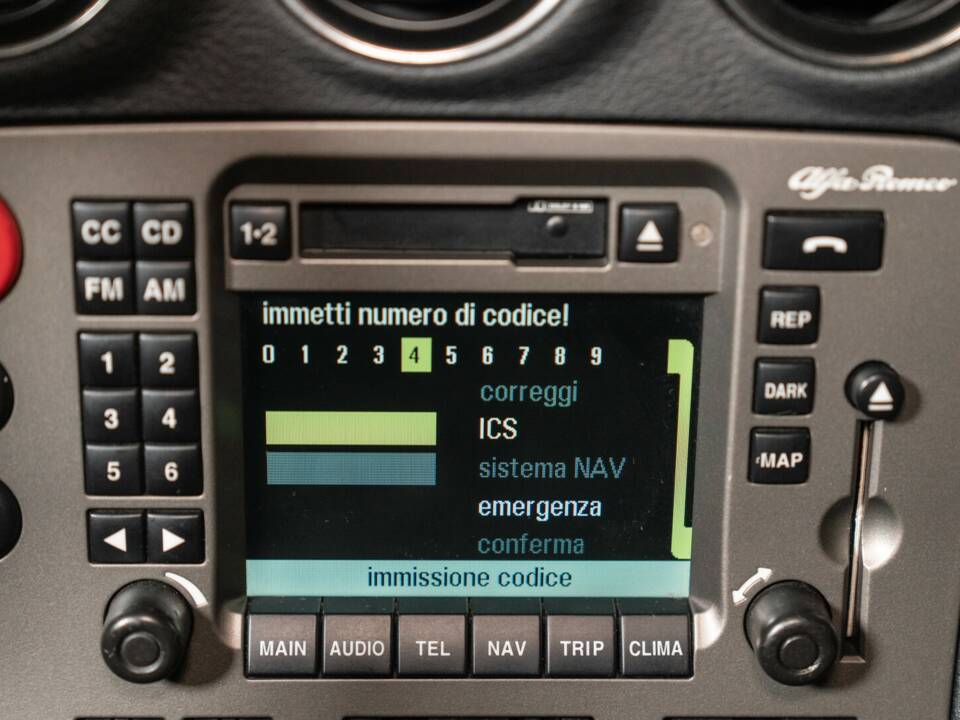 Alfa Romeo
CC CD
FM AM
1•2
immetti numero di codice!
0 1 2 3 4 5 6 7 8 9
correggi
ICS
sistema NAV
emergenza
conferma
immissione codice
1 2
3 4
5 6
REP
DARK
MAP
MAIN AUDIO TEL NAV TRIP CLIMA